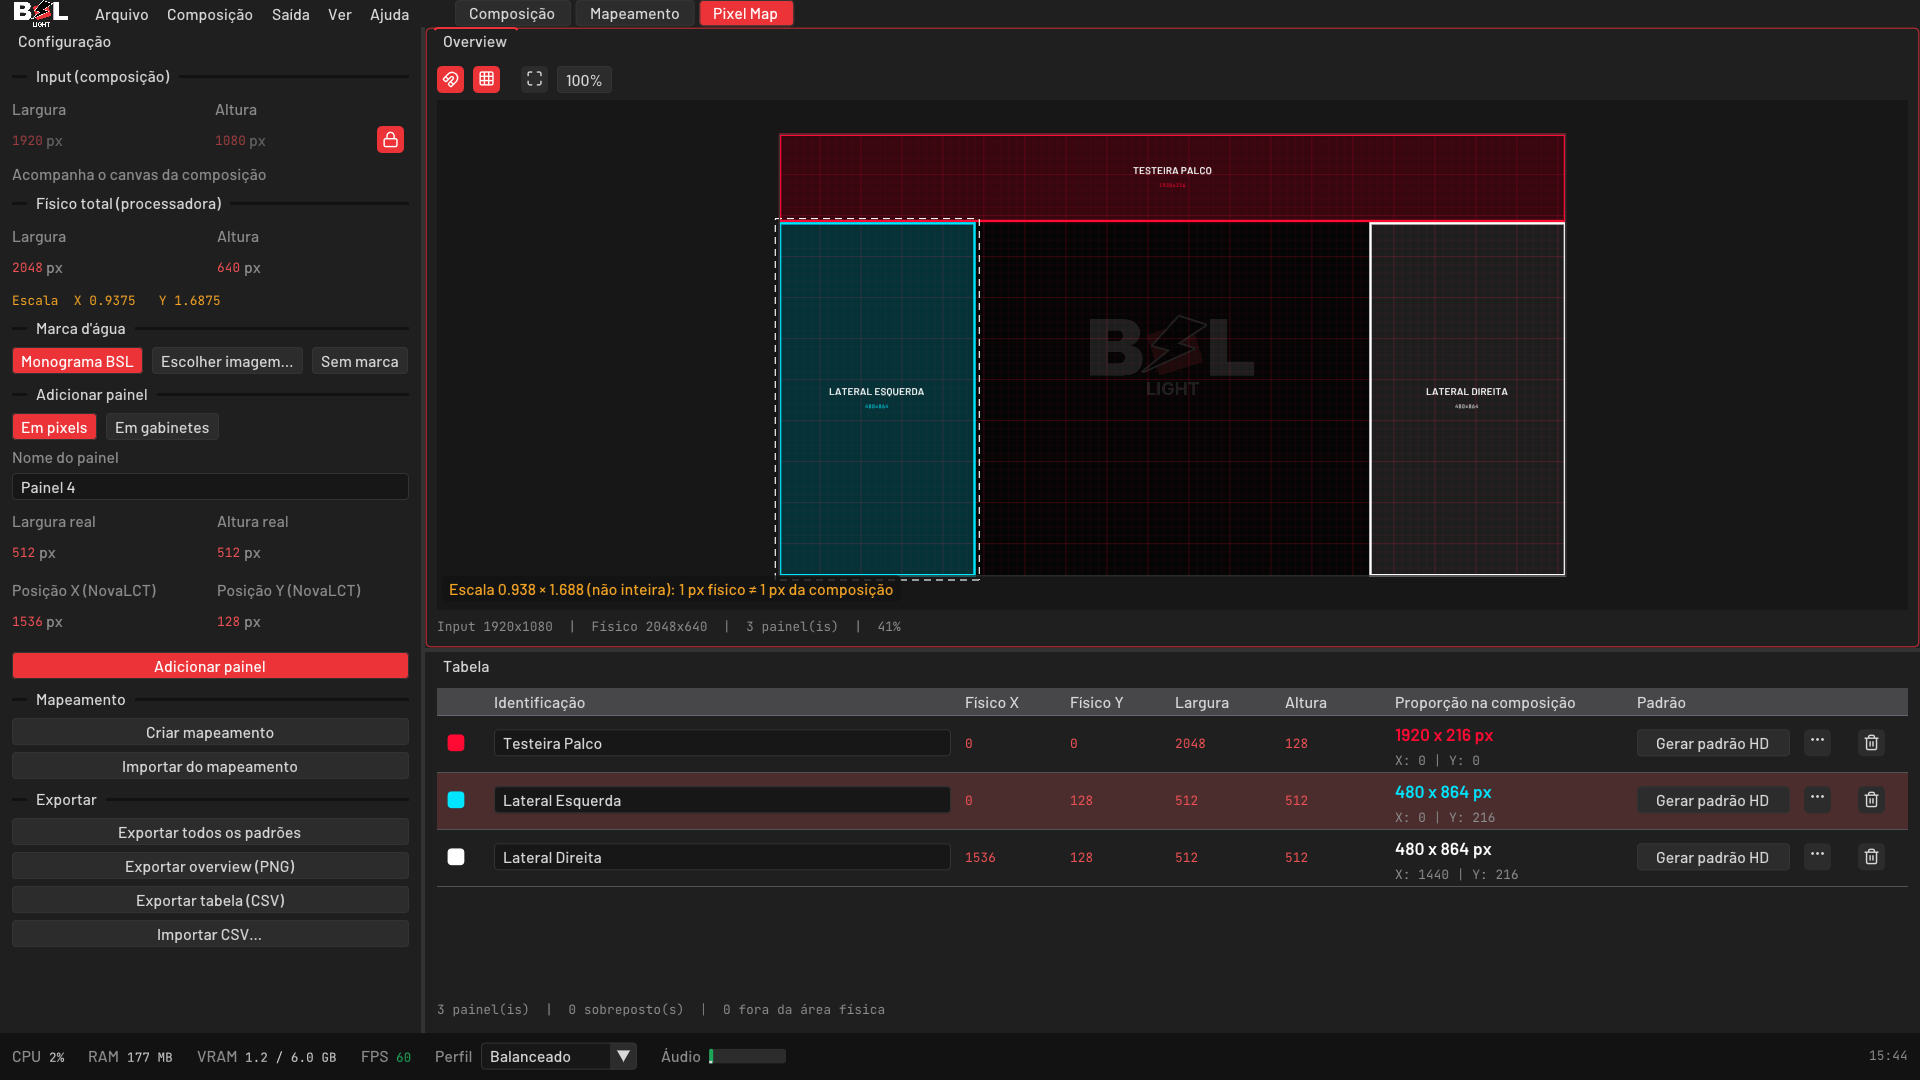 BSL LIGHT
Arquivo Composição Saída Ver Ajuda
Composição Mapeamento Pixel Map
Configuração
Input (composição)
Largura Altura
1920 px 1080 px
Acompanha o canvas da composição
Físico total (processadora)
Largura Altura
2048 px 640 px
Escala X 0.9375 Y 1.6875
Marca d'água
Monograma BSL Escolher imagem... Sem marca
Adicionar painel
Em pixels Em gabinetes
Nome do painel
Painel 4
Largura real Altura real
512 px 512 px
Posição X (NovaLCT) Posição Y (NovaLCT)
1536 px 128 px
Adicionar painel
Mapeamento
Criar mapeamento
Importar do mapeamento
Exportar
Exportar todos os padrões
Exportar overview (PNG)
Exportar tabela (CSV)
Importar CSV...
Overview
100%
TESTEIRA PALCO
1920x216
LATERAL ESQUERDA
480x864
BSL
LIGHT
LATERAL DIREITA
480x864
Escala 0.938 × 1.688 (não inteira): 1 px físico ≠ 1 px da composição
Input 1920x1080 | Físico 2048x640 | 3 painel(is) | 41%
Tabela
Identificação Físico X Físico Y Largura Altura Proporção na composição Padrão
Testeira Palco 0 0 2048 128 1920 x 216 px Gerar padrão HD ...
X: 0 | Y: 0
Lateral Esquerda 0 128 512 512 480 x 864 px Gerar padrão HD ...
X: 0 | Y: 216
Lateral Direita 1536 128 512 512 480 x 864 px Gerar padrão HD ...
X: 1440 | Y: 216
3 painel(is) | 0 sobreposto(s) | 0 fora da área física
CPU 2% RAM 177 MB VRAM 1.2 / 6.0 GB FPS 60 Perfil Balanceado Áudio 15:44